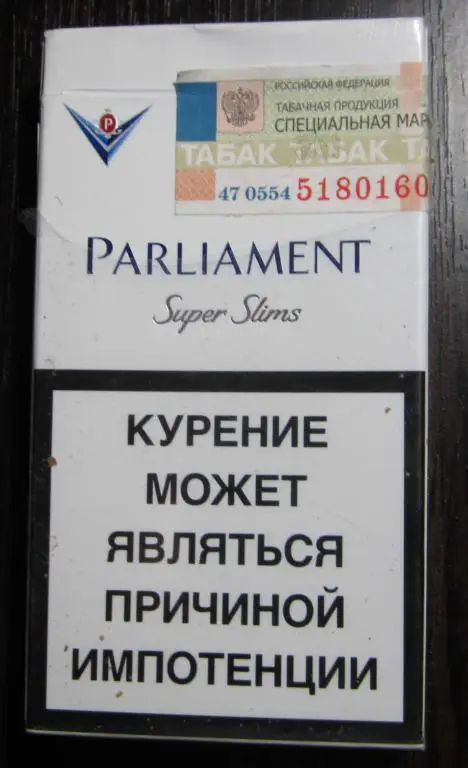 РОССИЙСКАЯ ФЕДЕРАЦИЯ
ТАБАЧНАЯ ПРОДУКЦИЯ
СПЕЦИАЛЬНАЯ МАР
ТАБАК ТАБАК ТА
47 0554 5180160
P
PARLIAMENT
Super Slims
КУРЕНИЕ
МОЖЕТ
ЯВЛЯТЬСЯ
ПРИЧИНОЙ
ИМПОТЕНЦИИ